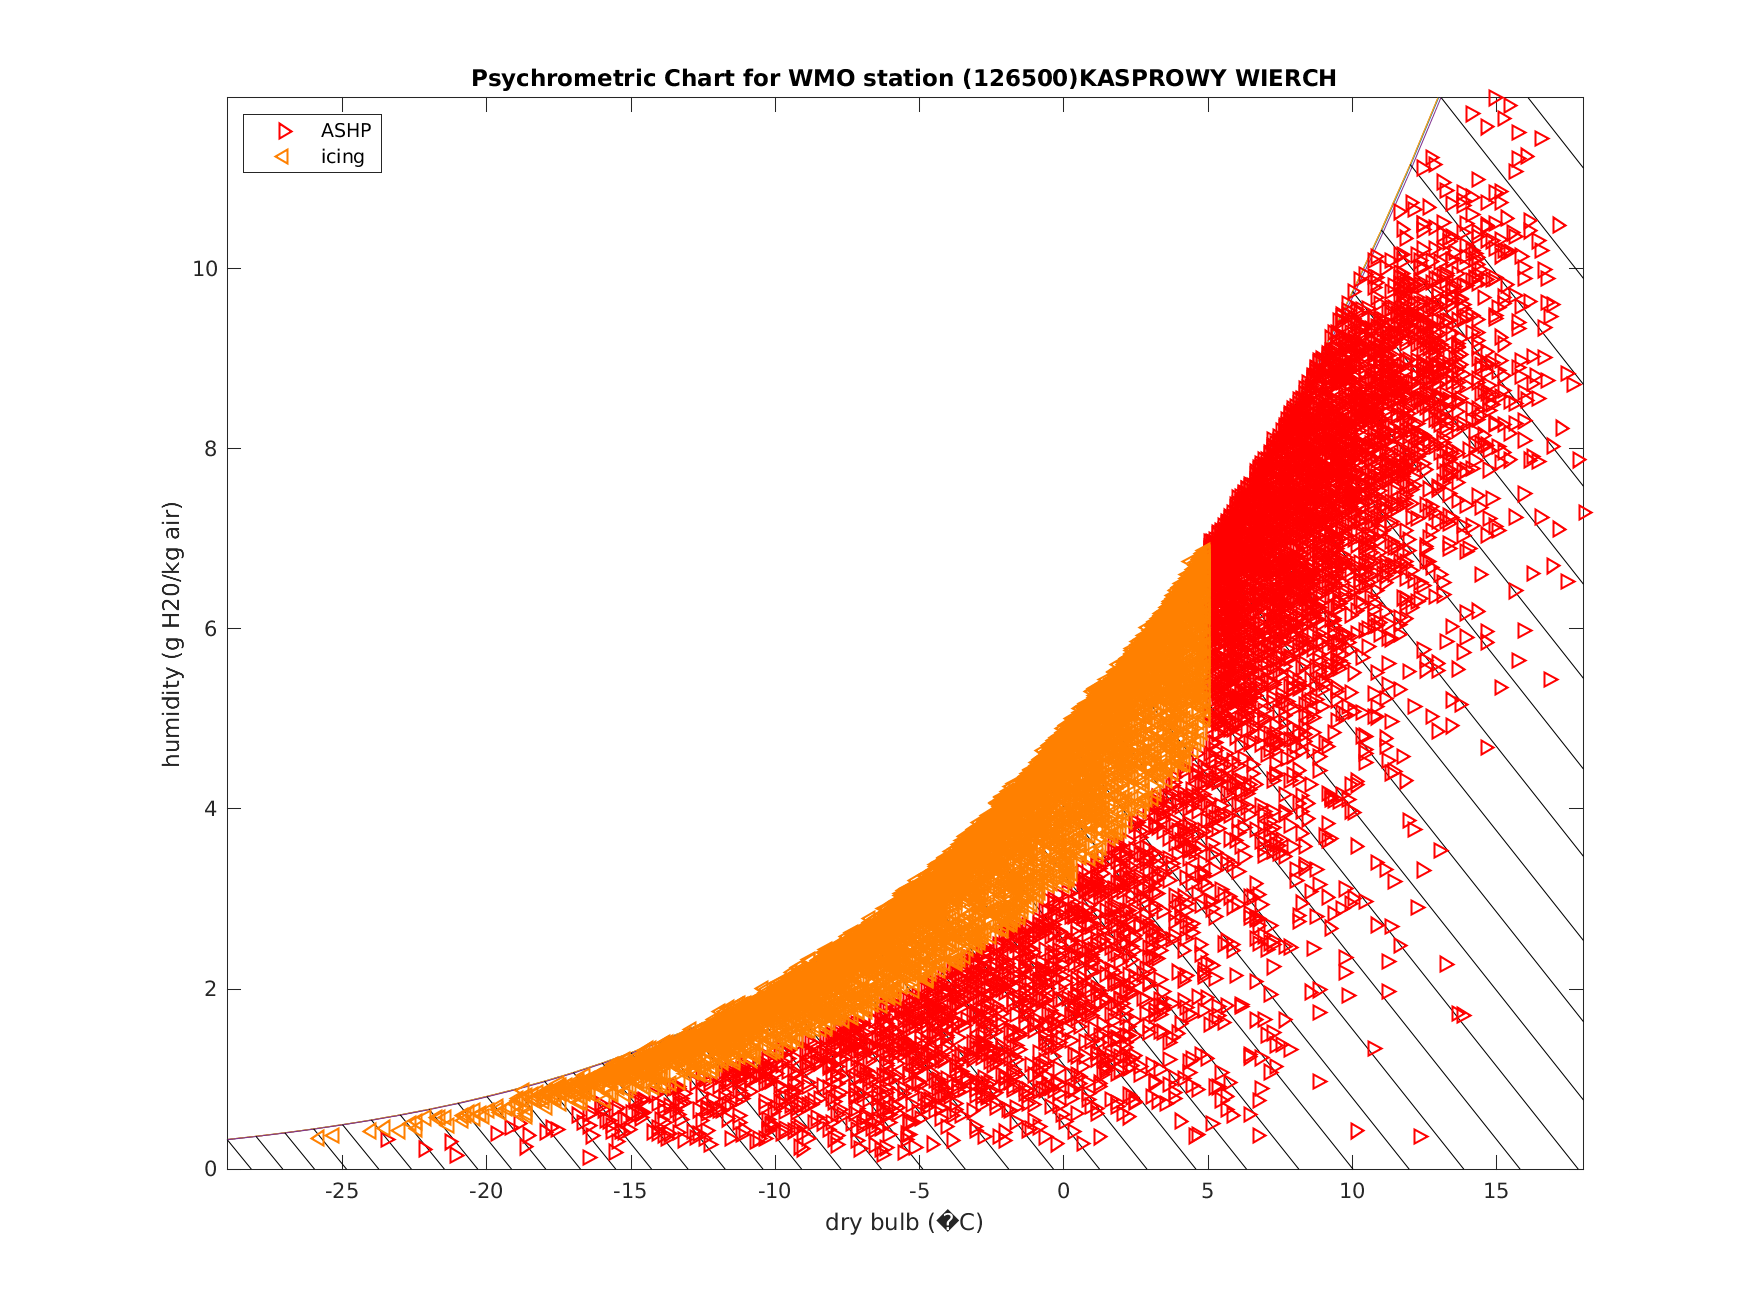 Psychrometric Chart for WMO station (126500)KASPROWY WIERCH
ASHP
icing
humidity (g H20/kg air)
10
8
6
4
2
0
-25 -20 -15 -10 -5 0 5 10 15
dry bulb (�C)